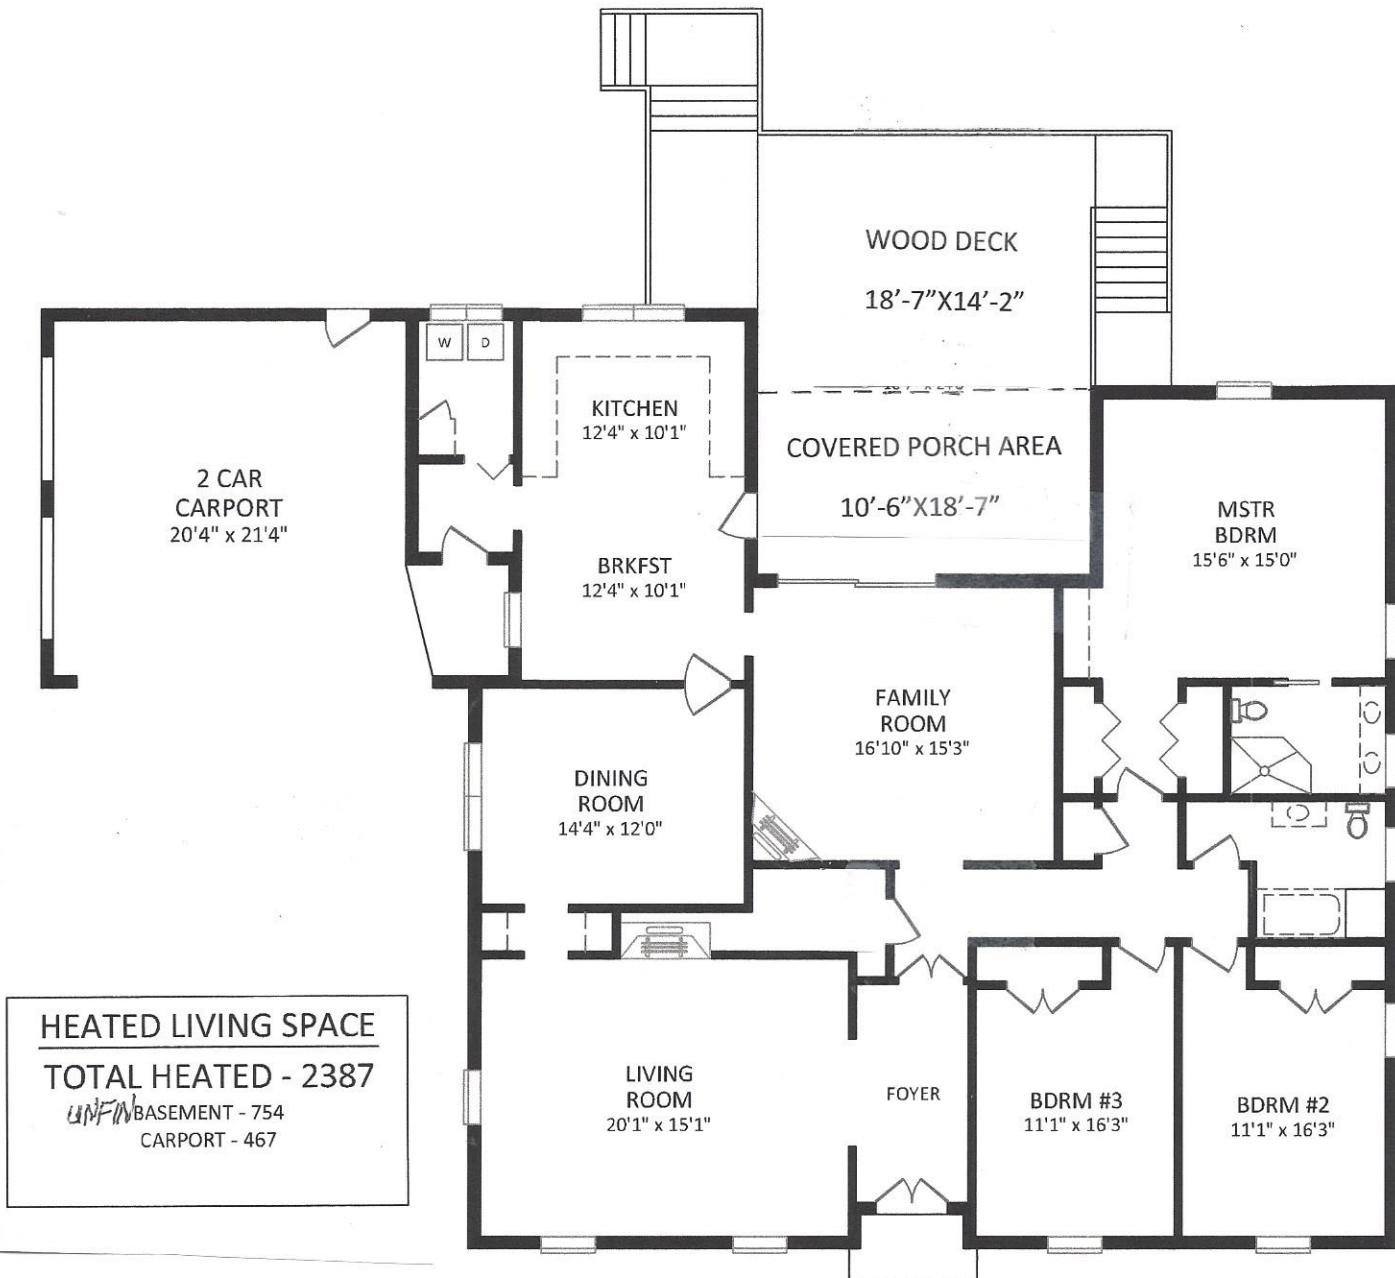 WOOD DECK
18'-7"X14'-2"
W D
KITCHEN
12'4" x 10'1"
COVERED PORCH AREA
10'-6"X18'-7"
2 CAR
CARPORT
20'4" x 21'4"
MSTR
BDRM
15'6" x 15'0"
BRKFST
12'4" x 10'1"
FAMILY
ROOM
16'10" x 15'3"
DINING
ROOM
14'4" x 12'0"
HEATED LIVING SPACE
TOTAL HEATED - 2387
UNFIN BASEMENT - 754
CARPORT - 467
LIVING
ROOM
20'1" x 15'1"
FOYER
BDRM #3
11'1" x 16'3"
BDRM #2
11'1" x 16'3"